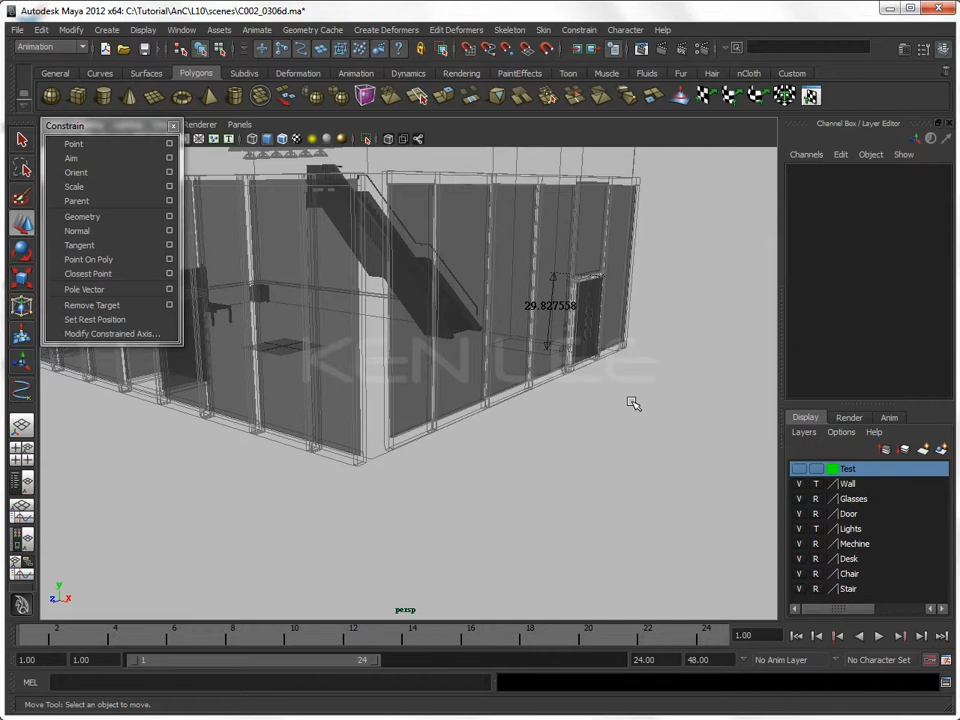 Autodesk Maya 2012 x64: C:\Tutorial\AnC\L10\scenes\C002_0306d.ma*
File Edit Modify Create Display Window Assets Animate Geometry Cache Create Deformers Edit Deformers Skeleton Skin Constrain Character Help
Animation
General Curves Surfaces Polygons Subdivs Deformation Animation Dynamics Rendering PaintEffects Toon Muscle Fluids Fur Hair nCloth Custom
Constrain
Renderer Panels
Channel Box / Layer Editor
Point
Aim
Orient
Scale
Parent
Geometry
Normal
Tangent
Point On Poly
Closest Point
Pole Vector
Remove Target
Set Rest Position
Modify Constrained Axis...
Channels Edit Object Show
29.827558
KEN LEE
Display Render Anim
Layers Options Help
Test
V T Wall
V R Glasses
V R Door
V T Lights
V R Mechine
V R Desk
V R Chair
V R Stair
y
z x
persp
2 4 6 8 10 12 14 16 18 20 22 24
1.00
1.00 1.00 1 24 24.00 48.00 No Anim Layer No Character Set
MEL
Move Tool: Select an object to move.